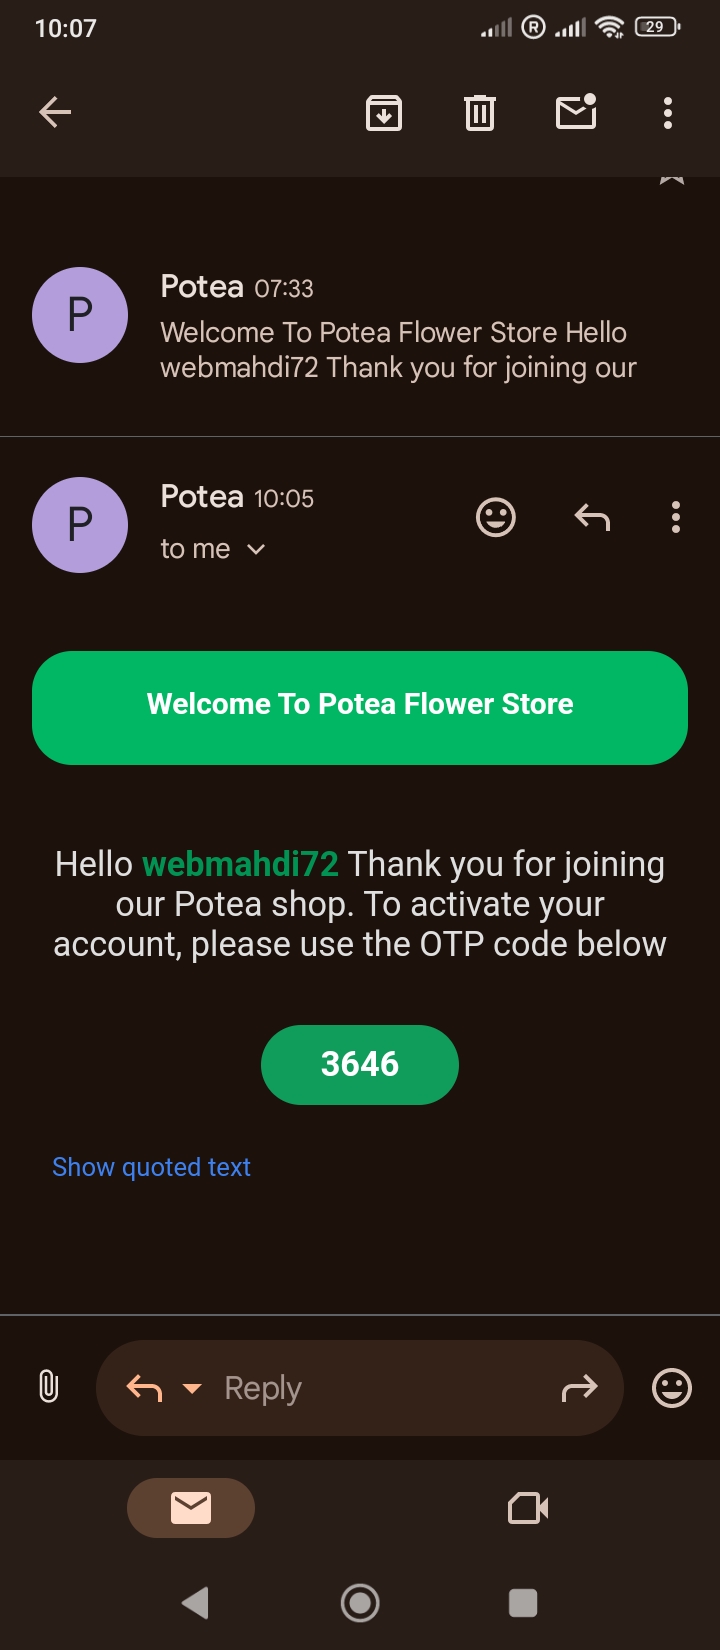 10:07
R
29
P
Potea 07:33
Welcome To Potea Flower Store Hello
webmahdi72 Thank you for joining our
P
Potea 10:05
to me
Welcome To Potea Flower Store
Hello webmahdi72 Thank you for joining
our Potea shop. To activate your
account, please use the OTP code below
3646
Show quoted text
Reply